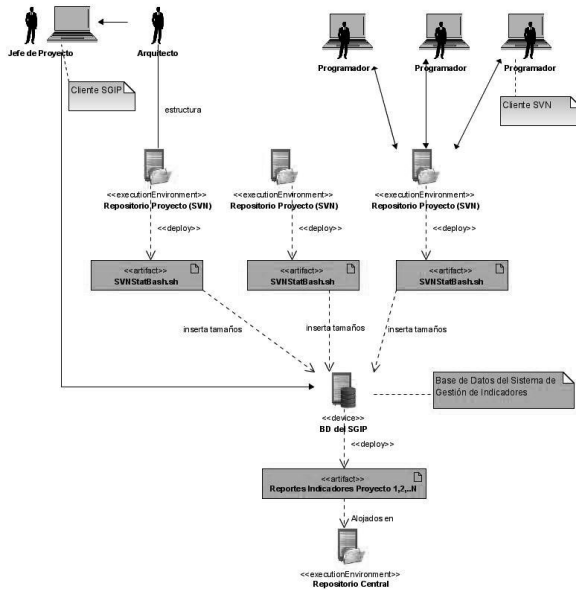 Jefe de Proyecto
Arquitecto
Programador
Programador
Programador
Cliente SGIP
Cliente SVN
estructura
<<executionEnvironment>>
Repositorio Proyecto (SVN)
<<executionEnvironment>>
Repositorio Proyecto (SVN)
<<executionEnvironment>>
Repositorio Proyecto (SVN)
<<deploy>>
<<deploy>>
<<deploy>>
<<artifact>>
SVNStatBash.sh
<<artifact>>
SVNStatBash.sh
<<artifact>>
SVNStatBash.sh
inserta tamaños
inserta tamaños
inserta tamaños
Base de Datos del Sistema de
Gestión de Indicadores
<<device>>
BD del SGIP
<<deploy>>
<<artifact>>
Reportes Indicadores Proyecto 1,2,..N
Alojados en
<<executionEnvironment>>
Repositorio Central